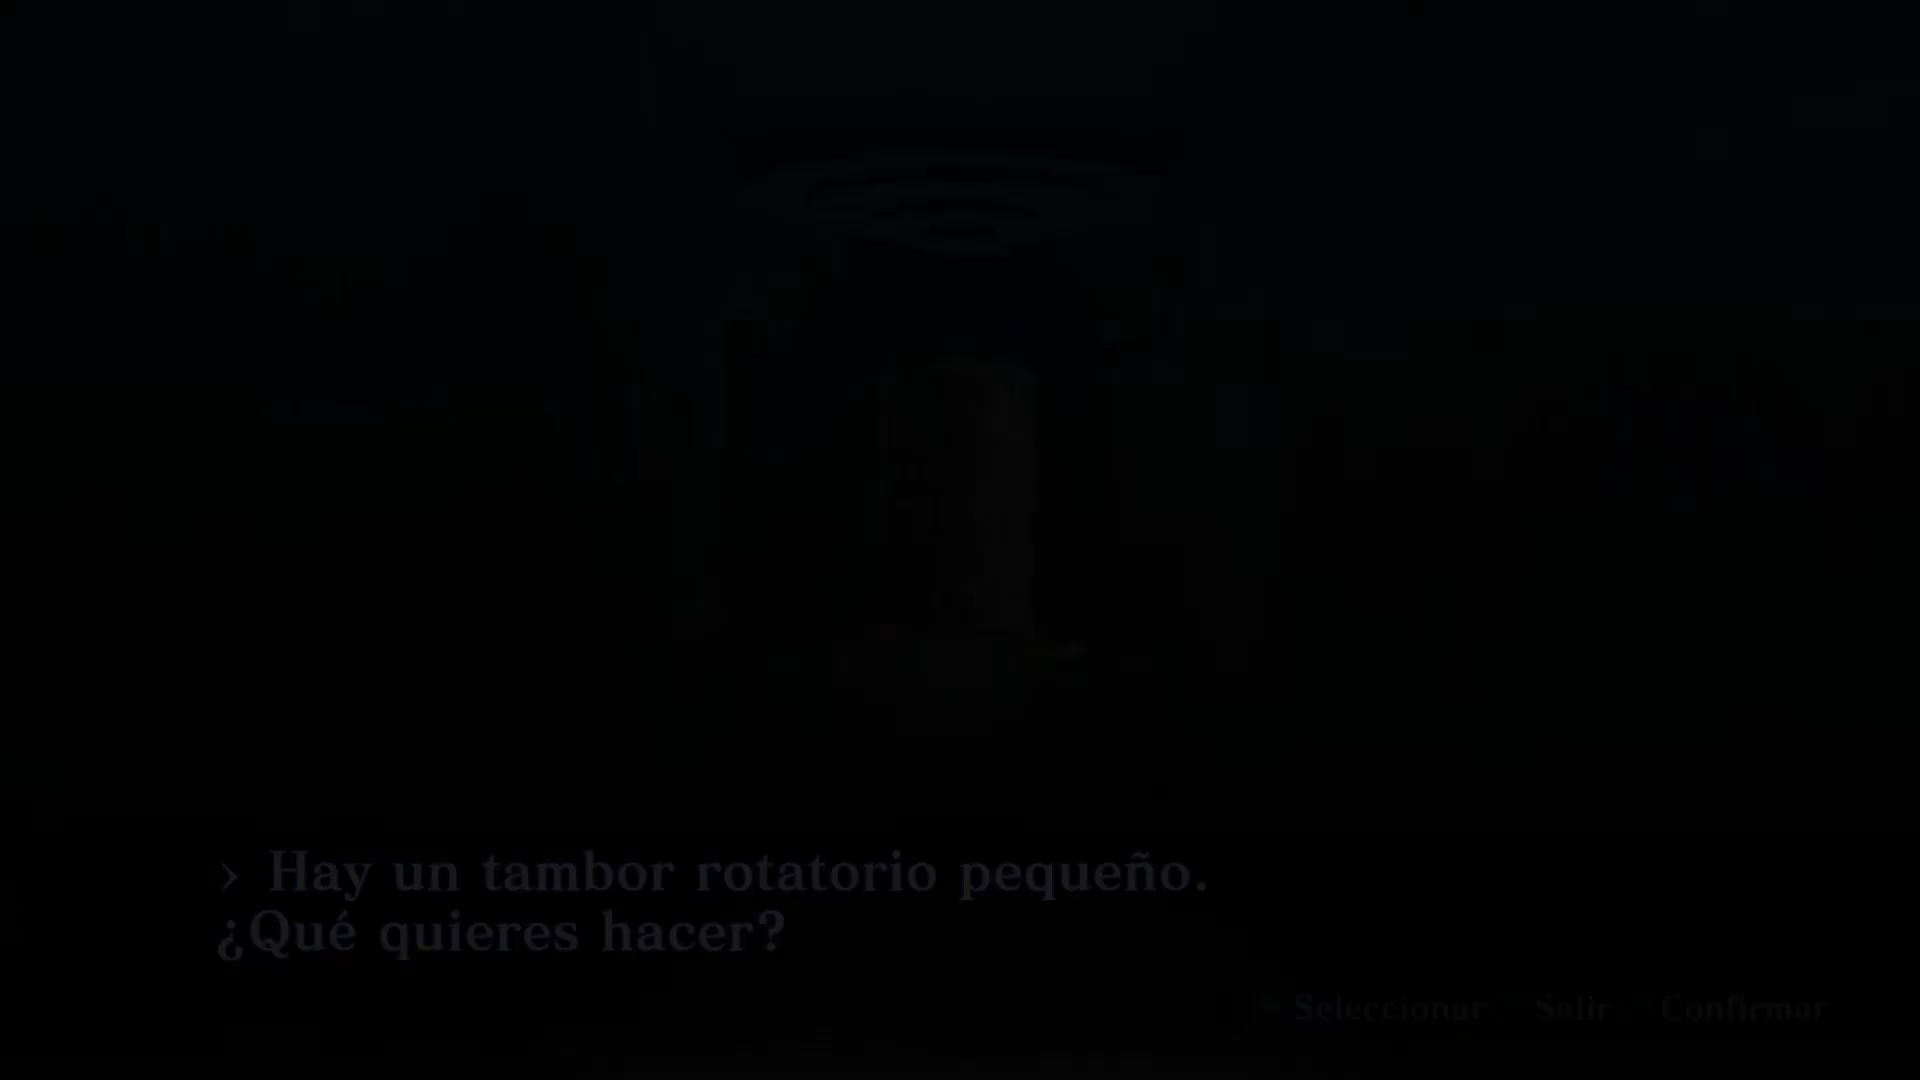 › Hay un tambor rotatorio pequeño.
¿Qué quieres hacer?
Seleccionar Salir Confirmar